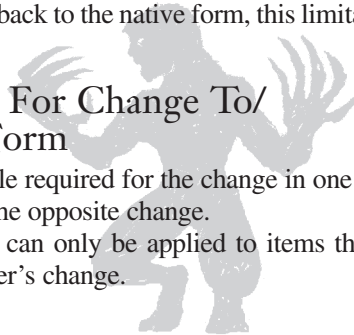 back to the native form, this limita
For Change To/
orm
le required for the change in one
he opposite change.
can only be applied to items th
er's change.